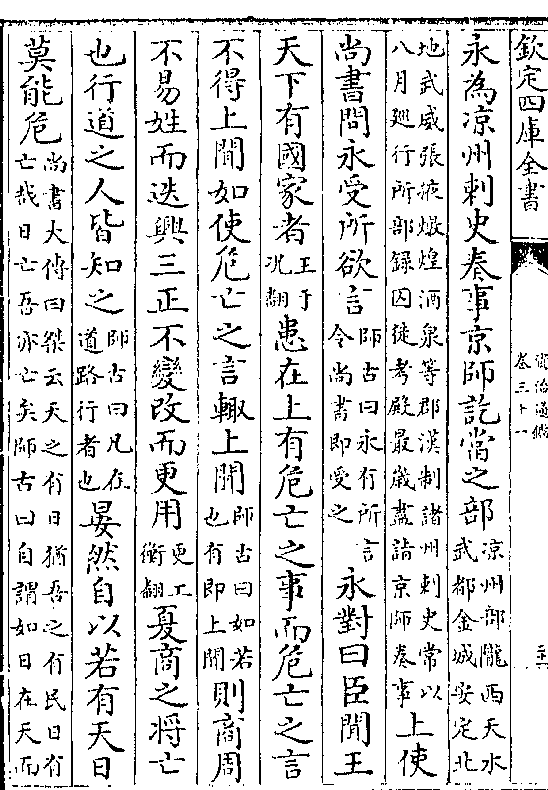 欽定四庫全書
資治通鑑
卷三十一
永為凉州刺史奏事京師訖當之部凉州部隴西天水
武都金城安定北
地武威張掖燉煌酒泉等郡漢制諸州刺史常以
八月廵行所部錄囚徒考殿最歲盡詣京師奏事上使
尚書問永受所欲言師古曰永有所言
令尚書即受之永對曰臣聞王
天下有國家者王于
况翻患在上有危亡之事而危亡之言
不得上聞如使危亡之言輙上聞師古曰如若
也有即上聞則商周
不易姓而迭興三正不變改而更用更工
衡翻夏商之将亡
也行道之人皆知之師古曰凡在
道路行者也晏然自以若有天日
莫能危尚書大傳曰桀云天之有日猶吾之有民日有
亡哉日亡吾亦亡矣師古曰自謂如日在天而